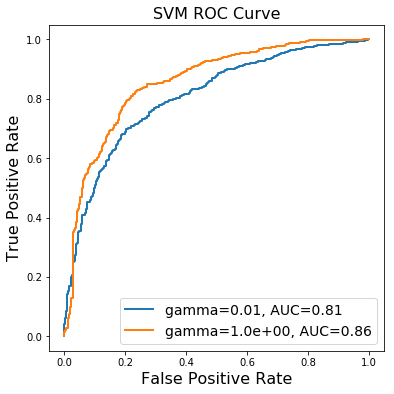 SVM ROC Curve
True Positive Rate
1.0
0.8
0.6
0.4
0.2
0.0
gamma=0.01, AUC=0.81
gamma=1.0e+00, AUC=0.86
0.0 0.2 0.4 0.6 0.8 1.0
False Positive Rate